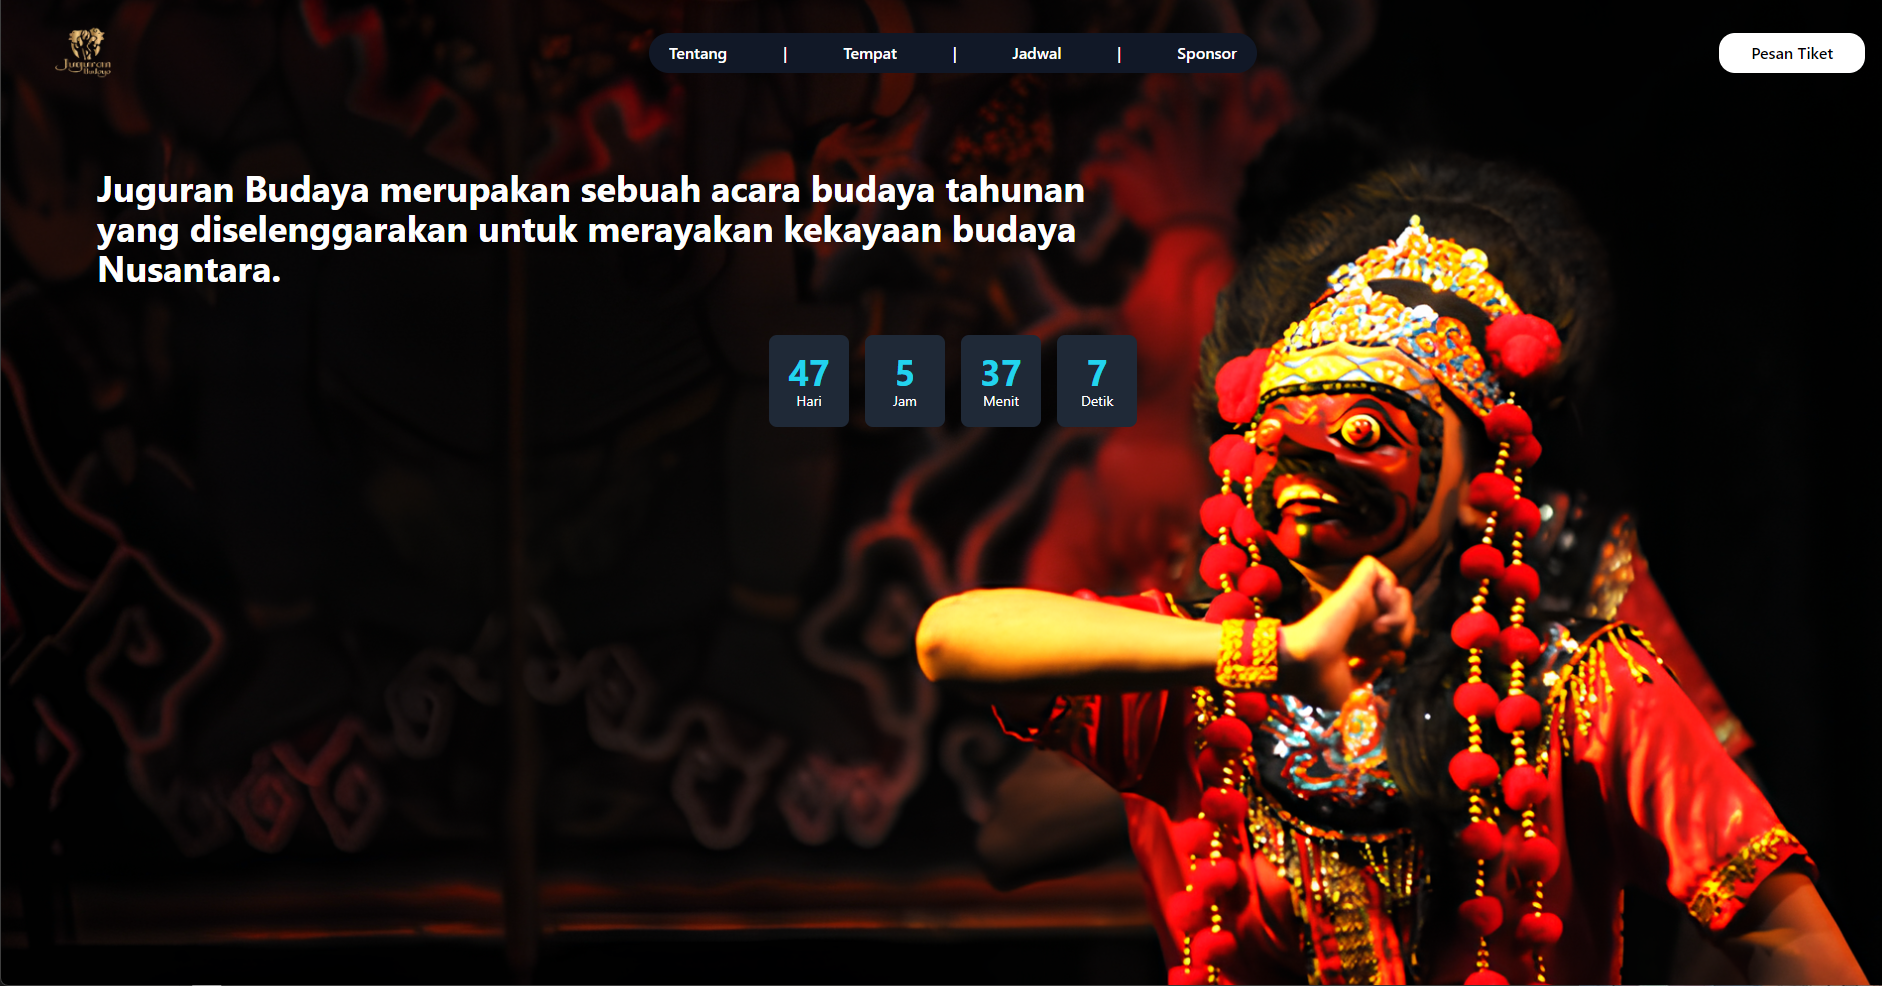 Juguran
Budaya
Tentang | Tempat | Jadwal | Sponsor
Pesan Tiket
Juguran Budaya merupakan sebuah acara budaya tahunan
yang diselenggarakan untuk merayakan kekayaan budaya
Nusantara.
47 5 37 7
Hari Jam Menit Detik